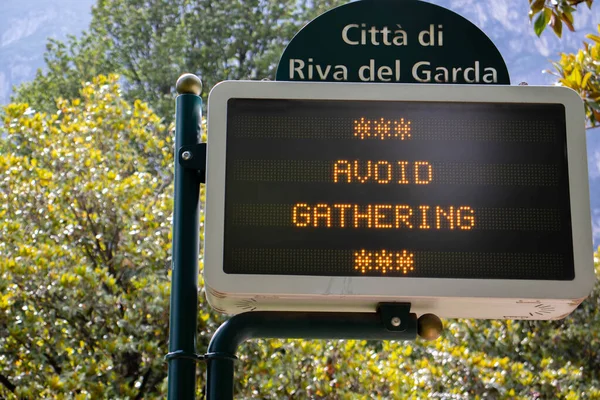 Città di
Riva del Garda
***
AVOID
GATHERING
***